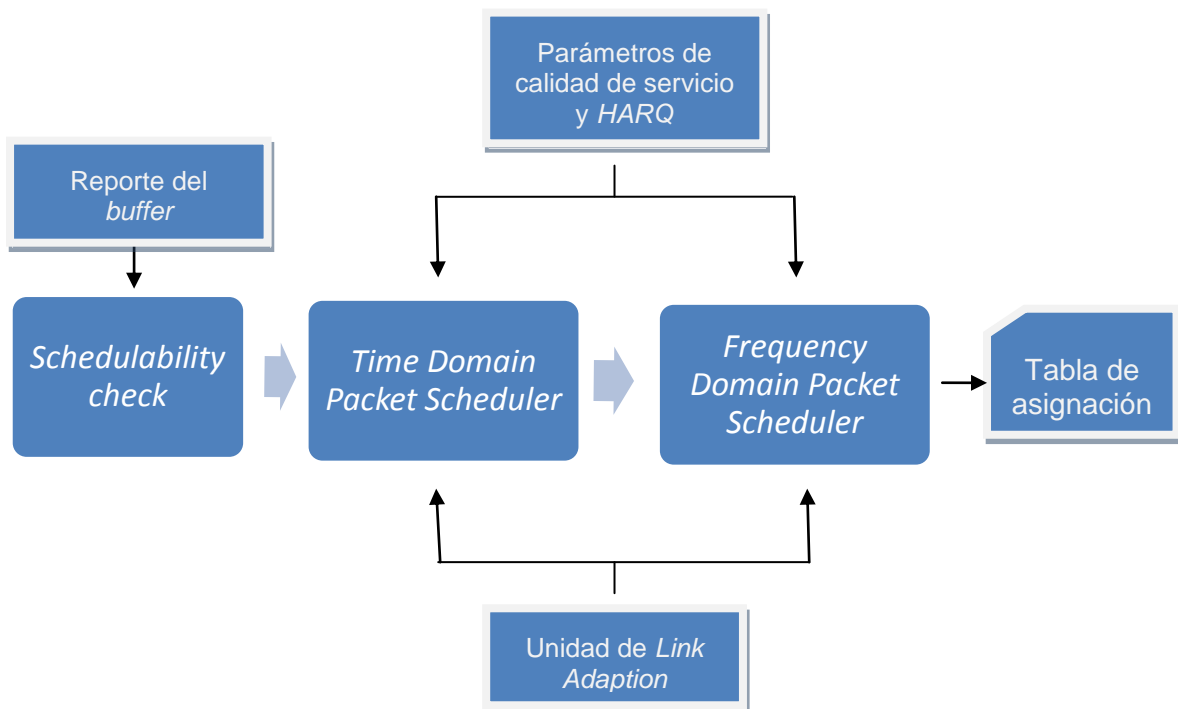 Parámetros de
calidad de servicio
y HARQ
Reporte del
buffer
Schedulability
check
Time Domain
Packet Scheduler
Frequency
Domain Packet
Scheduler
Tabla de
asignación
Unidad de Link
Adaption